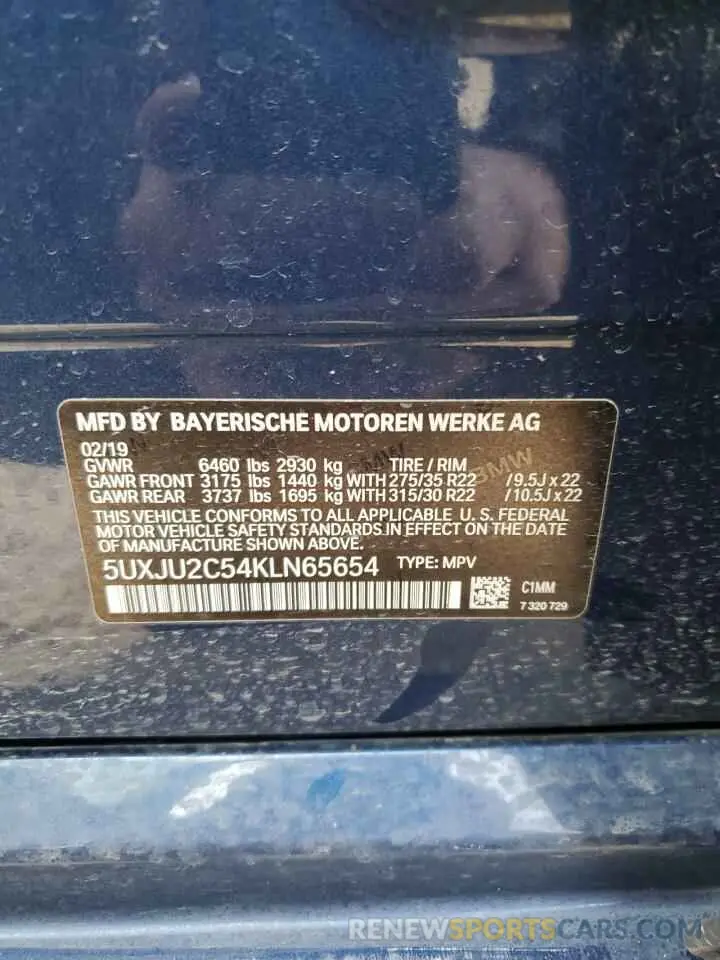 MFD BY BAYERISCHE MOTOREN WERKE AG
02/19
GVWR 6460 lbs 2930 kg TIRE / RIM
GAWR FRONT 3175 lbs 1440 kg WITH 275/35 R22 / 9.5J x 22
GAWR REAR 3737 lbs 1695 kg WITH 315/30 R22 / 10.5J x 22
THIS VEHICLE CONFORMS TO ALL APPLICABLE U. S. FEDERAL
MOTOR VEHICLE SAFETY STANDARDS IN EFFECT ON THE DATE
OF MANUFACTURE SHOWN ABOVE.
5UXJU2C54KLN65654 TYPE: MPV
C1MM
7 320 729
BMW
BMW
RENEWSPORTSCARS.COM